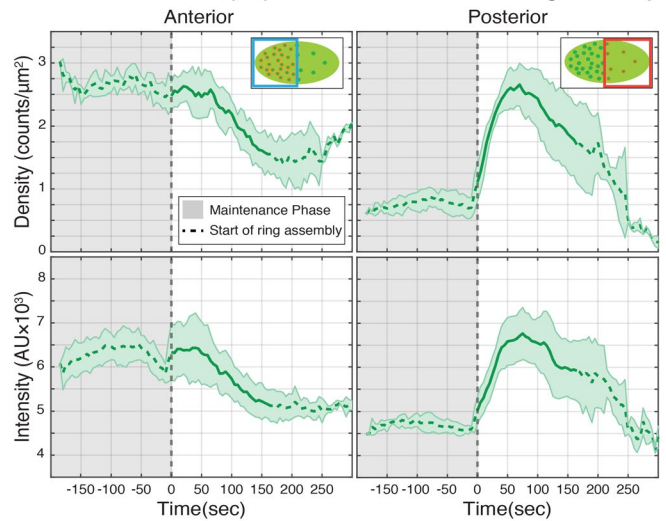 Anterior
Posterior
Density (counts/µm²)
3
2
1
0
Maintenance Phase
Start of ring assembly
Intensity (AU×10³)
8
7
6
5
4
-150 -100 -50 0 50 100 150 200 250
-150 -100 -50 0 50 100 150 200 250
Time(sec)
Time(sec)